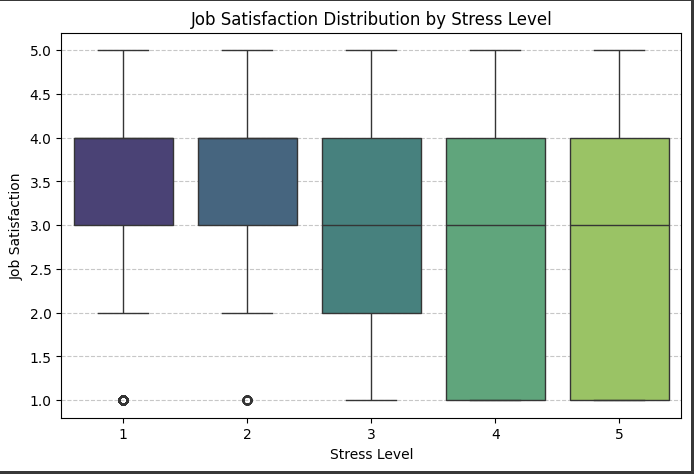 Job Satisfaction Distribution by Stress Level
5.0
4.5
4.0
3.5
3.0
2.5
2.0
1.5
1.0
Job Satisfaction
1 2 3 4 5
Stress Level